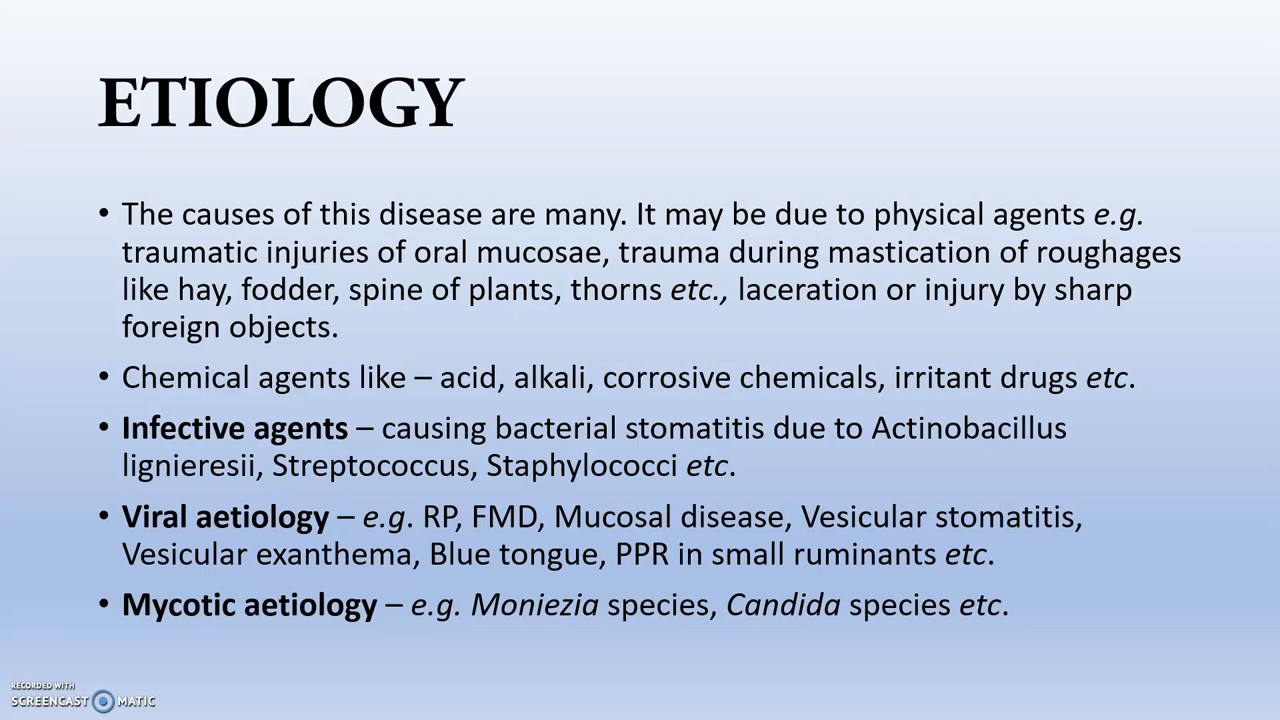 ETIOLOGY
• The causes of this disease are many. It may be due to physical agents e.g.
traumatic injuries of oral mucosae, trauma during mastication of roughages
like hay, fodder, spine of plants, thorns etc., laceration or injury by sharp
foreign objects.
• Chemical agents like – acid, alkali, corrosive chemicals, irritant drugs etc.
• Infective agents – causing bacterial stomatitis due to Actinobacillus
lignieresii, Streptococcus, Staphylococci etc.
• Viral aetiology – e.g. RP, FMD, Mucosal disease, Vesicular stomatitis,
Vesicular exanthema, Blue tongue, PPR in small ruminants etc.
• Mycotic aetiology – e.g. Moniezia species, Candida species etc.
RECORDED WITH
SCREENCAST MATIC